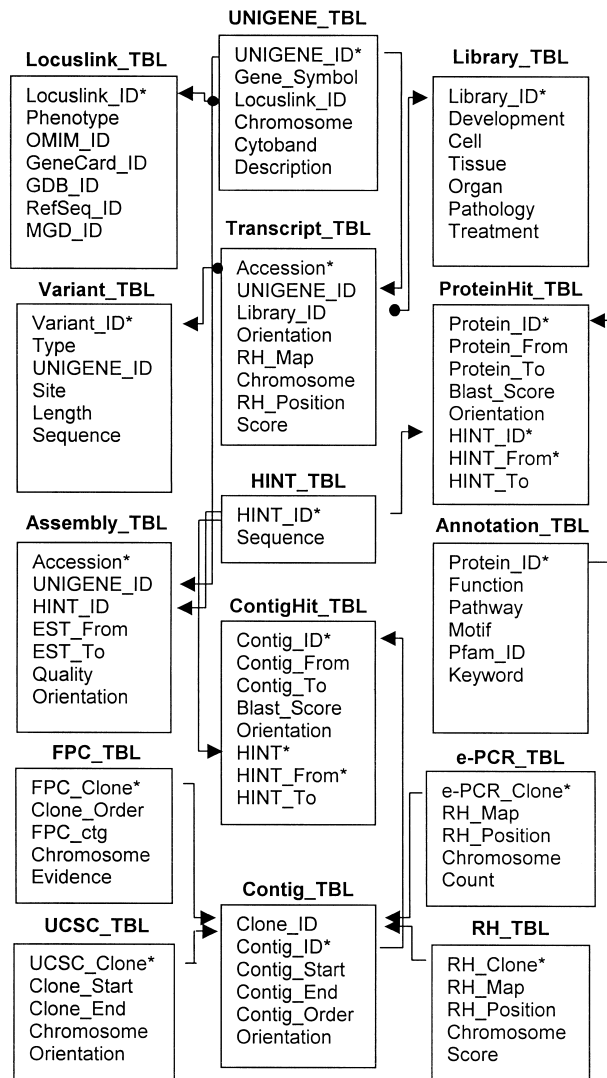 UNIGENE_TBL
UNIGENE_ID*
Gene_Symbol
Locuslink_ID
Chromosome
Cytoband
Description
Locuslink_TBL
Locuslink_ID*
Phenotype
OMIM_ID
GeneCard_ID
GDB_ID
RefSeq_ID
MGD_ID
Library_TBL
Library_ID*
Development
Cell
Tissue
Organ
Pathology
Treatment
Transcript_TBL
Accession*
UNIGENE_ID
Library_ID
Orientation
RH_Map
Chromosome
RH_Position
Score
Variant_TBL
Variant_ID*
Type
UNIGENE_ID
Site
Length
Sequence
ProteinHit_TBL
Protein_ID*
Protein_From
Protein_To
Blast_Score
Orientation
HINT_ID*
HINT_From*
HINT_To
HINT_TBL
HINT_ID*
Sequence
Assembly_TBL
Accession*
UNIGENE_ID
HINT_ID
EST_From
EST_To
Quality
Orientation
Annotation_TBL
Protein_ID*
Function
Pathway
Motif
Pfam_ID
Keyword
ContigHit_TBL
Contig_ID*
Contig_From
Contig_To
Blast_Score
Orientation
HINT*
HINT_From*
HINT_To
FPC_TBL
FPC_Clone*
Clone_Order
FPC_ctg
Chromosome
Evidence
e-PCR_TBL
e-PCR_Clone*
RH_Map
RH_Position
Chromosome
Count
Contig_TBL
Clone_ID
Contig_ID*
Contig_Start
Contig_End
Contig_Order
Orientation
UCSC_TBL
UCSC_Clone*
Clone_Start
Clone_End
Chromosome
Orientation
RH_TBL
RH_Clone*
RH_Map
RH_Position
Chromosome
Score